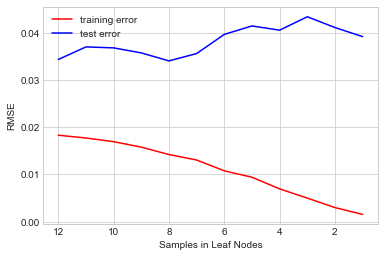 training error
test error
0.04
0.03
0.02
0.01
0.00
RMSE
12 10 8 6 4 2
Samples in Leaf Nodes